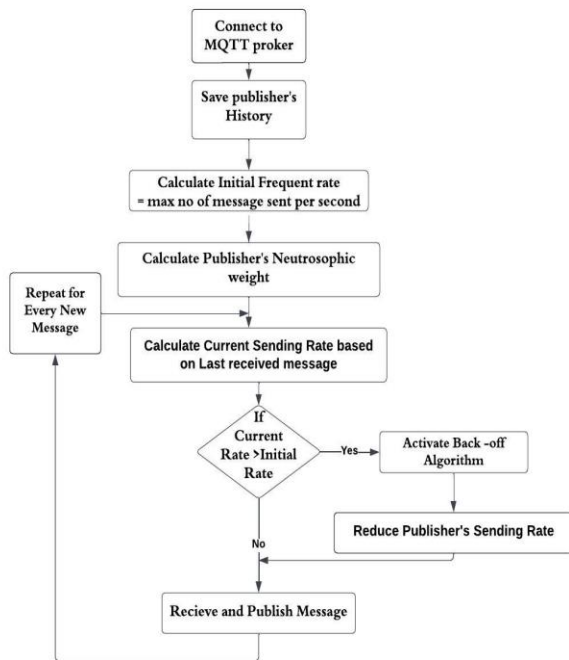 Connect to
MQTT proker
Save publisher's
History
Calculate Initial Frequent rate
= max no of message sent per second
Calculate Publisher's Neutrosophic
weight
Repeat for
Every New
Message
Calculate Current Sending Rate based
on Last received message
If
Current
Rate >Initial
Rate
Yes
Activate Back -off
Algorithm
Reduce Publisher's Sending Rate
No
Recieve and Publish Message